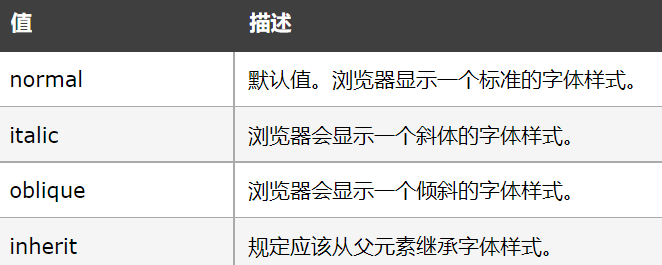 值 描述
normal 默认值。浏览器显示一个标准的字体样式。
italic 浏览器会显示一个斜体的字体样式。
oblique 浏览器会显示一个倾斜的字体样式。
inherit 规定应该从父元素继承字体样式。